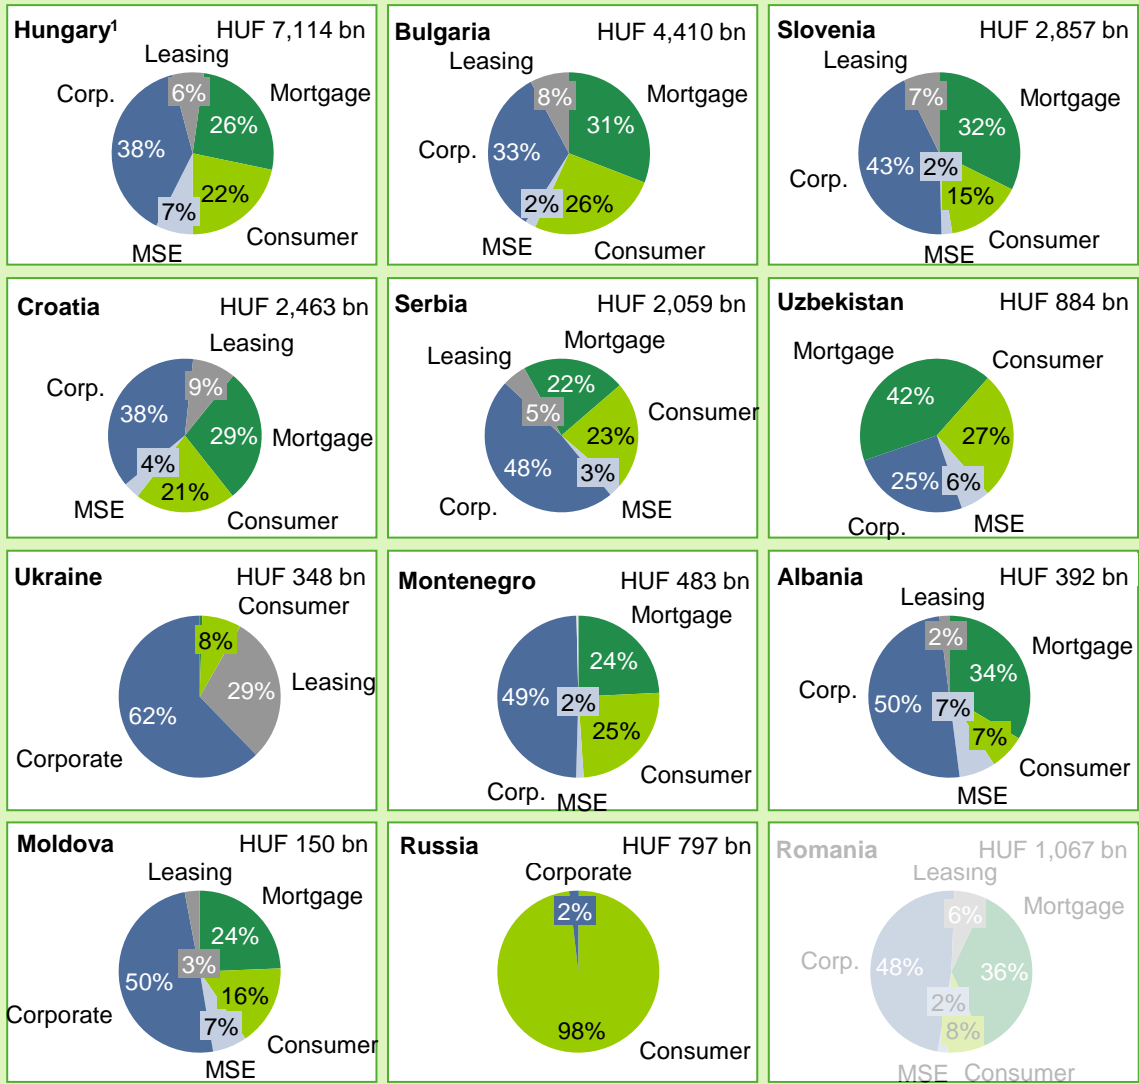 Hungary¹ HUF 7,114 bn
Leasing
Corp.
6%
Mortgage
26%
38%
22%
7%
Consumer
MSE
Bulgaria HUF 4,410 bn
Leasing
8%
Mortgage
31%
Corp.
33%
2%
26%
MSE
Consumer
Slovenia HUF 2,857 bn
Leasing
7%
Mortgage
32%
43%
2%
Corp.
15%
Consumer
MSE
Croatia HUF 2,463 bn
Leasing
Corp.
9%
38%
29%
Mortgage
4%
21%
MSE
Consumer
Serbia HUF 2,059 bn
Mortgage
Leasing
22%
Consumer
5%
23%
48%
3%
Corp.
MSE
Uzbekistan HUF 884 bn
Mortgage
Consumer
42%
27%
25%
6%
MSE
Corp.
Ukraine HUF 348 bn
Consumer
8%
Leasing
29%
62%
Corporate
Montenegro HUF 483 bn
Mortgage
24%
49%
2%
25%
Consumer
Corp.
MSE
Albania HUF 392 bn
Leasing
2%
Mortgage
34%
Corp.
50%
7%
7%
Consumer
MSE
Moldova HUF 150 bn
Leasing
Mortgage
24%
3%
50%
16%
Corporate
7%
Consumer
MSE
Russia HUF 797 bn
Corporate
2%
98%
Consumer
Romania HUF 1,067 bn
Leasing
6%
Mortgage
Corp.
48%
36%
2%
8%
MSE
Consumer